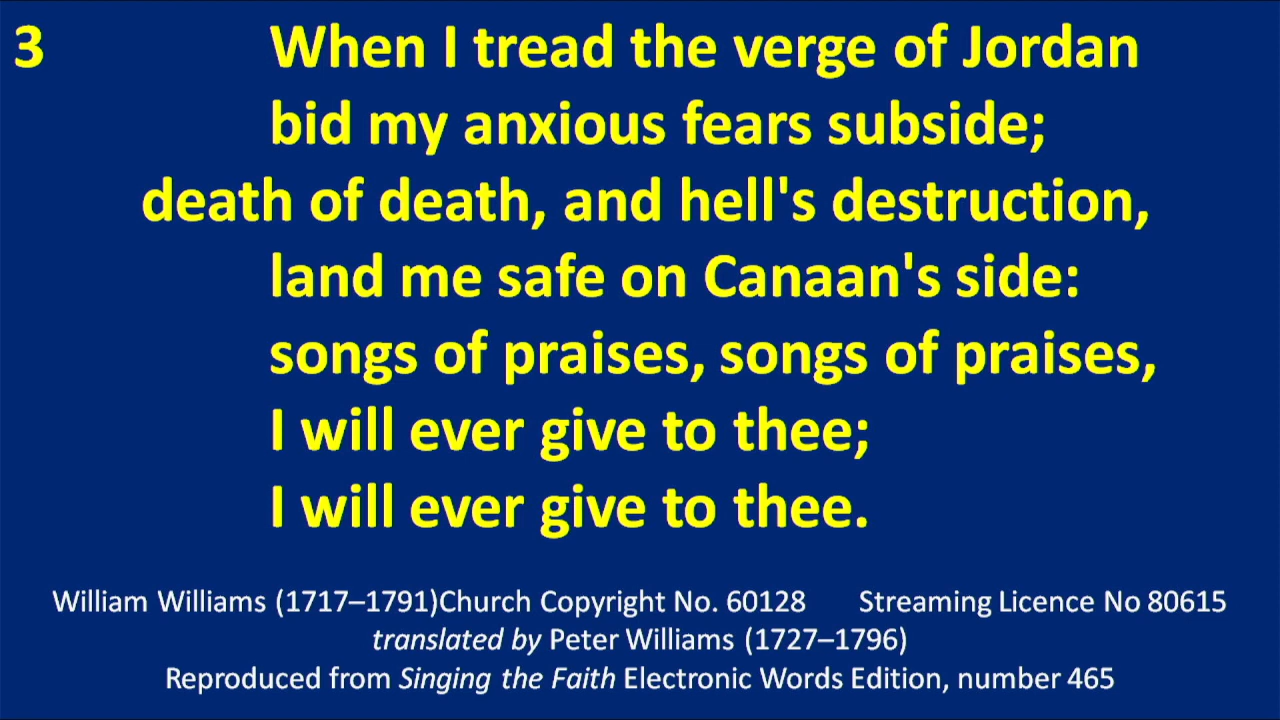 3 When I tread the verge of Jordan
bid my anxious fears subside;
death of death, and hell's destruction,
land me safe on Canaan's side:
songs of praises, songs of praises,
I will ever give to thee;
I will ever give to thee.
William Williams (1717–1791)Church Copyright No. 60128 Streaming Licence No 80615
translated by Peter Williams (1727–1796)
Reproduced from Singing the Faith Electronic Words Edition, number 465